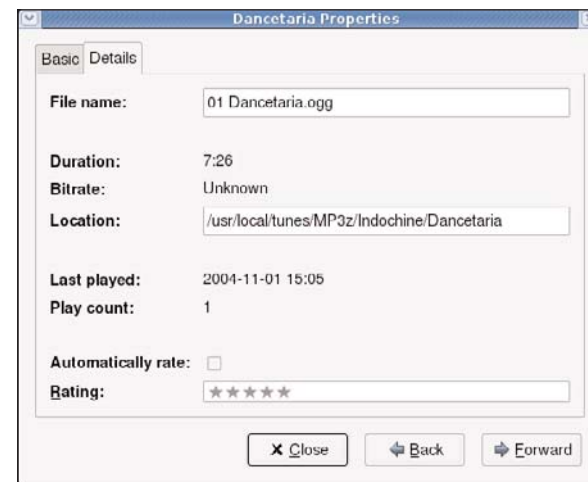 Dancetaria Properties
Basic Details
File name: 01 Dancetaria.ogg
Duration: 7:26
Bitrate: Unknown
Location: /usr/local/tunes/MP3z/Indochine/Dancetaria
Last played: 2004-11-01 15:05
Play count: 1
Automatically rate:
Rating:
Close Back Forward